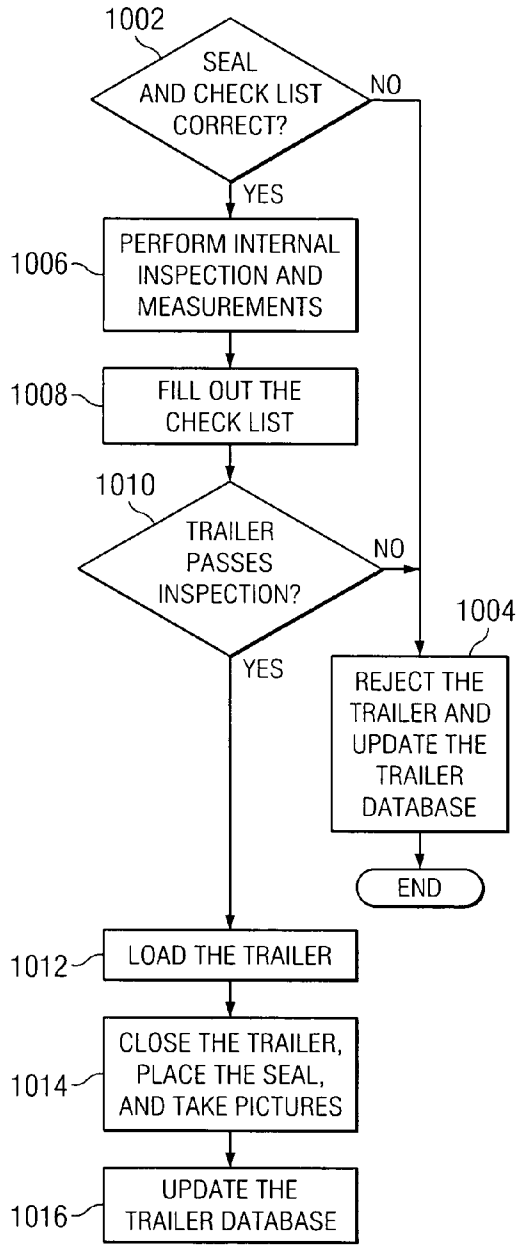 1002
SEAL
AND CHECK LIST
CORRECT?
NO
YES
1006
PERFORM INTERNAL
INSPECTION AND
MEASUREMENTS
1008
FILL OUT THE
CHECK LIST
1010
TRAILER
PASSES
INSPECTION?
NO
YES
1004
REJECT THE
TRAILER AND
UPDATE THE
TRAILER
DATABASE
END
1012
LOAD THE TRAILER
1014
CLOSE THE TRAILER,
PLACE THE SEAL,
AND TAKE PICTURES
1016
UPDATE THE
TRAILER DATABASE